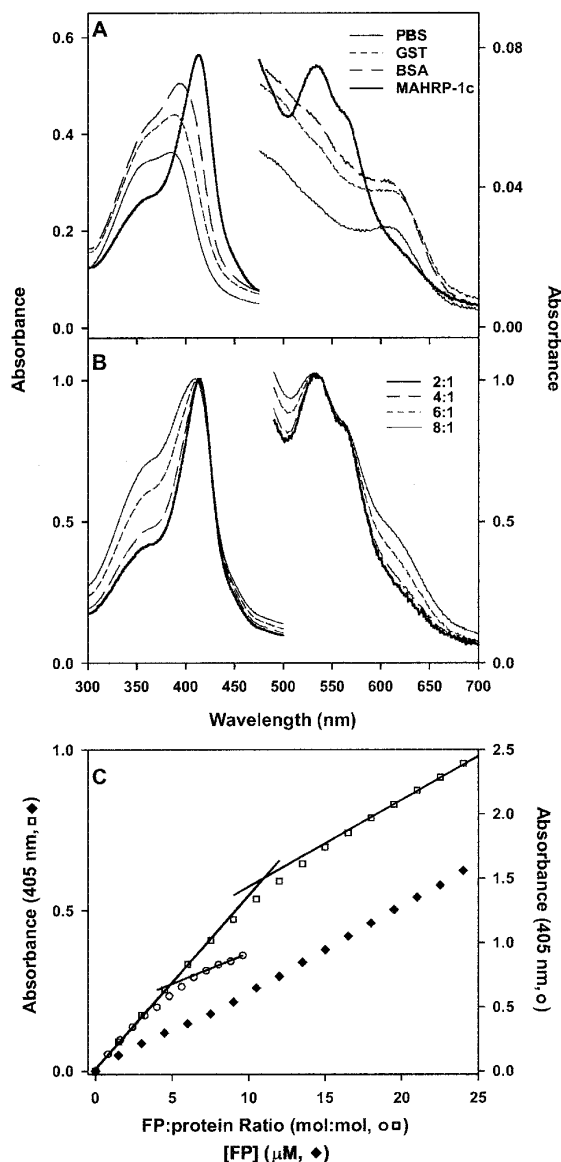 A
PBS
GST
BSA
MAHRP-1c
0.6
0.4
0.2
0.0
0.08
0.04
0.00
Absorbance
Absorbance
B
2:1
4:1
6:1
8:1
1.0
0.5
0.0
1.0
0.5
0.0
300 350 400 450 500 550 600 650 700
Wavelength (nm)
C
1.0
0.5
0.0
2.5
2.0
1.5
1.0
0.5
0.0
Absorbance (405 nm, □◆)
Absorbance (405 nm, ○)
0 5 10 15 20 25
FP:protein Ratio (mol:mol, ○□)
[FP] (μM, ◆)